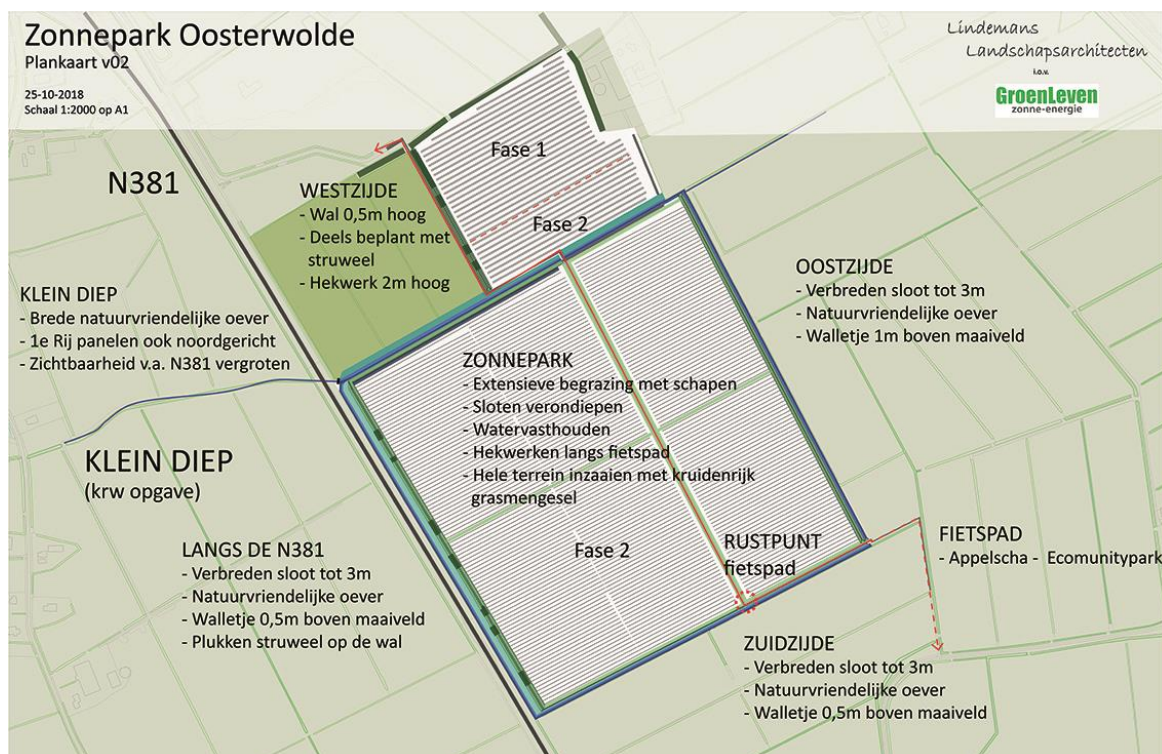 Zonnepark Oosterwolde
Plankaart v02
25-10-2018
Schaal 1:2000 op A1
Lindemans
Landschapsarchitecten
i.o.v.
GroenLeven
zonne-energie
N381
Fase 1
Fase 2
WESTZIJDE
- Wal 0,5m hoog
- Deels beplant met
struweel
- Hekwerk 2m hoog
OOSTZIJDE
- Verbreden sloot tot 3m
- Natuurvriendelijke oever
- Walletje 1m boven maaiveld
KLEIN DIEP
- Brede natuurvriendelijke oever
- 1e Rij panelen ook noordgericht
- Zichtbaarheid v.a. N381 vergroten
ZONNEPARK
- Extensieve begrazing met schapen
- Sloten verondiepen
- Watervasthouden
- Hekwerken langs fietspad
- Hele terrein inzaaien met kruidenrijk
grasmengesel
KLEIN DIEP
(krw opgave)
LANGS DE N381
- Verbreden sloot tot 3m
- Natuurvriendelijke oever
- Walletje 0,5m boven maaiveld
- Plukken struweel op de wal
Fase 2
RUSTPUNT
fietspad
FIETSPAD
- Appelscha - Ecomunitypark
ZUIDZIJDE
- Verbreden sloot tot 3m
- Natuurvriendelijke oever
- Walletje 0,5m boven maaiveld